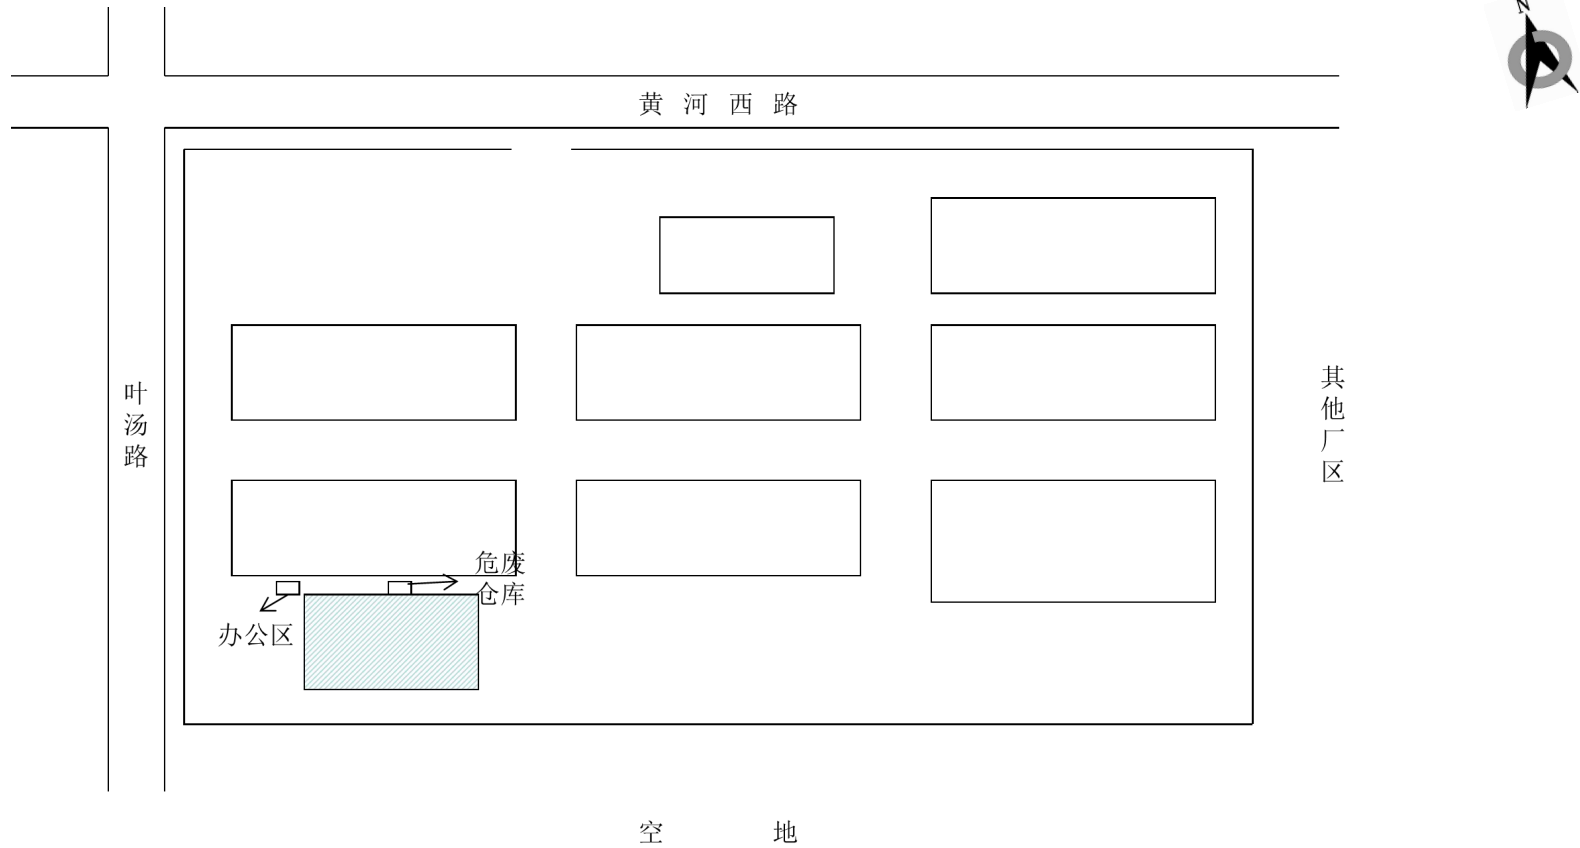 N
黄 河 西 路
叶
汤
路
其
他
厂
区
危废
仓库
办公区
空 地